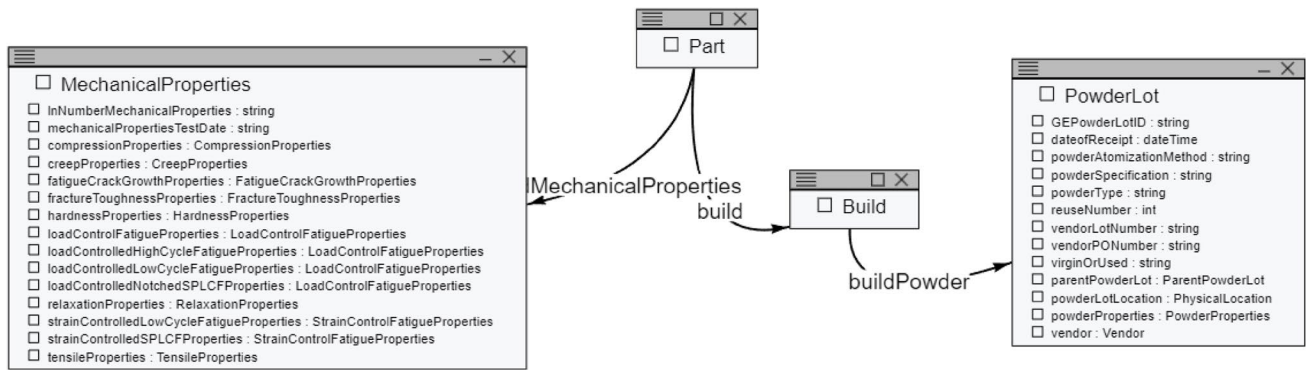 Part
MechanicalProperties
lnNumberMechanicalProperties : string
mechanicalPropertiesTestDate : string
compressionProperties : CompressionProperties
creepProperties : CreepProperties
fatigueCrackGrowthProperties : FatigueCrackGrowthProperties
fractureToughnessProperties : FractureToughnessProperties
hardnessProperties : HardnessProperties
loadControlFatigueProperties : LoadControlFatigueProperties
loadControlledHighCycleFatigueProperties : LoadControlFatigueProperties
loadControlledLowCycleFatigueProperties : LoadControlFatigueProperties
loadControlledNotchedSPLCFProperties : LoadControlFatigueProperties
relaxationProperties : RelaxationProperties
strainControlledLowCycleFatigueProperties : StrainControlFatigueProperties
strainControlledSPLCFProperties : StrainControlFatigueProperties
tensileProperties : TensileProperties
lMechanicalProperties
build
Build
buildPowder
PowderLot
GEPowderLotID : string
dateofReceipt : dateTime
powderAtomizationMethod : string
powderSpecification : string
powderType : string
reuseNumber : int
vendorLotNumber : string
vendorPONumber : string
virginOrUsed : string
parentPowderLot : ParentPowderLot
powderLotLocation : PhysicalLocation
powderProperties : PowderProperties
vendor : Vendor